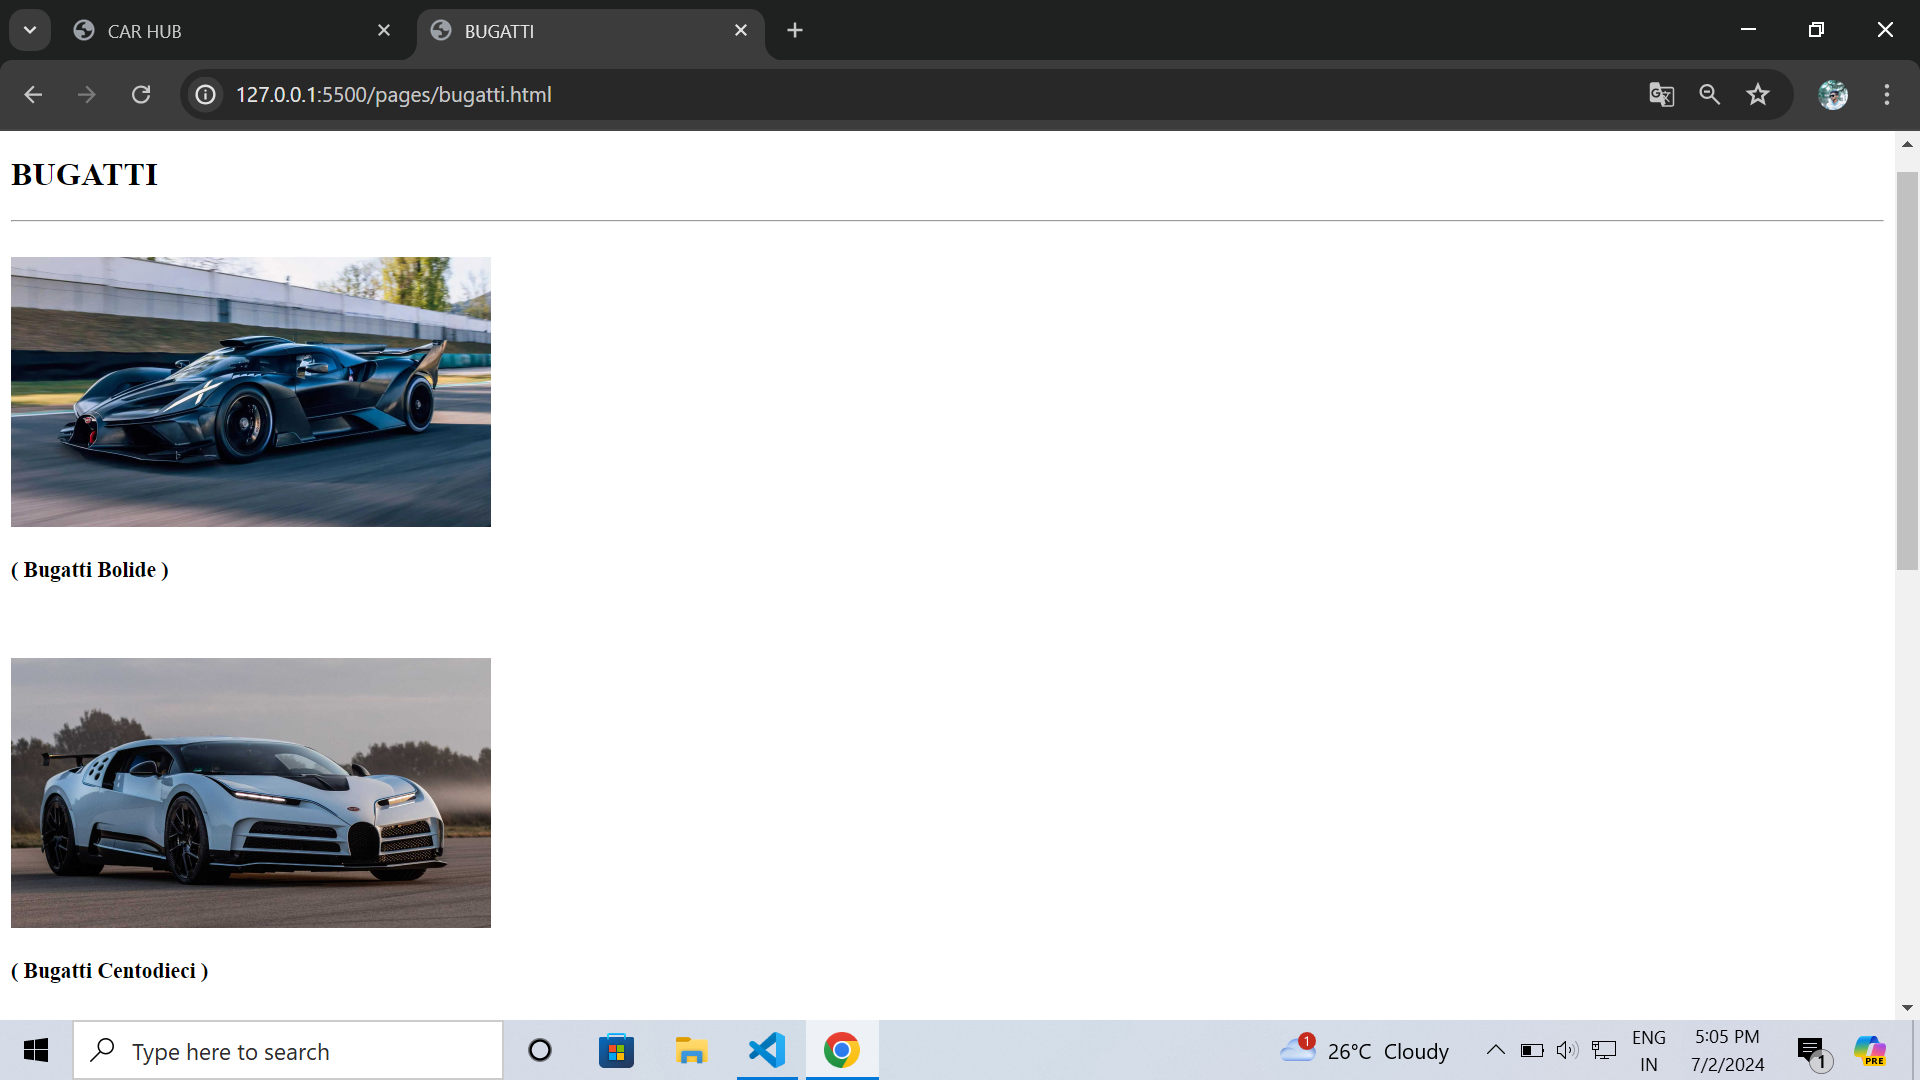 CAR HUB
BUGATTI
127.0.0.1:5500/pages/bugatti.html
BUGATTI
( Bugatti Bolide )
( Bugatti Centodieci )
Type here to search
1
26°C Cloudy
ENG
IN
5:05 PM
7/2/2024
1
PRE